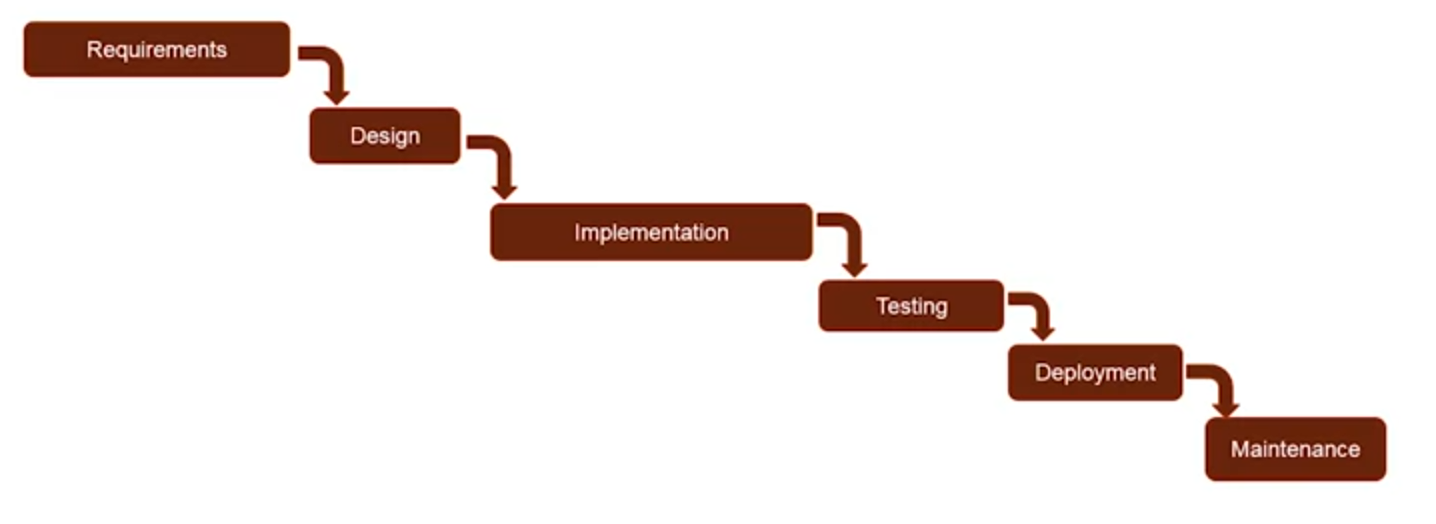 Requirements
Design
Implementation
Testing
Deployment
Maintenance